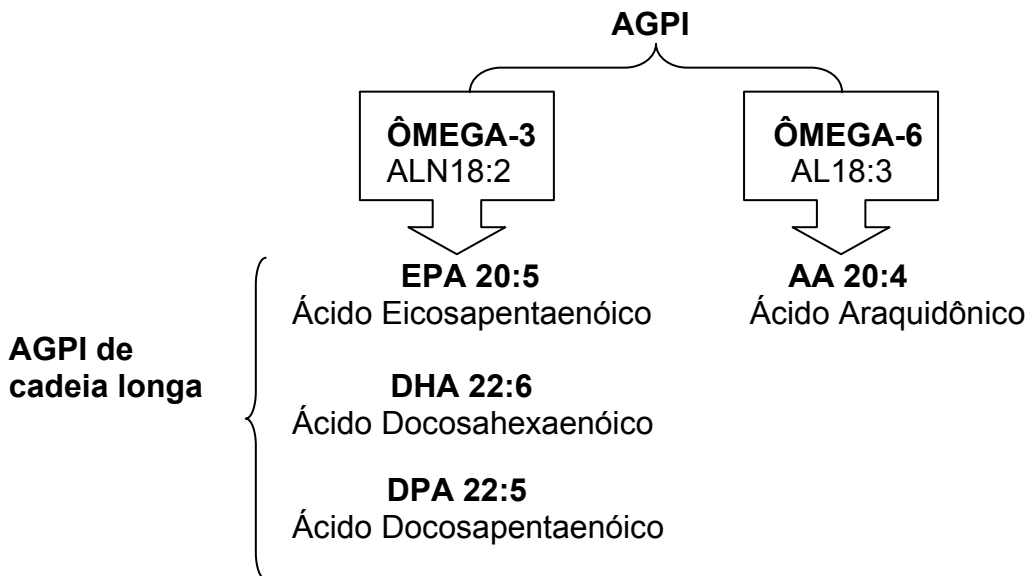 AGPI
ÔMEGA-3
ALN18:2
ÔMEGA-6
AL18:3
EPA 20:5
Ácido Eicosapentaenóico
AA 20:4
Ácido Araquidônico
AGPI de
cadeia longa
DHA 22:6
Ácido Docosahexaenóico
DPA 22:5
Ácido Docosapentaenóico